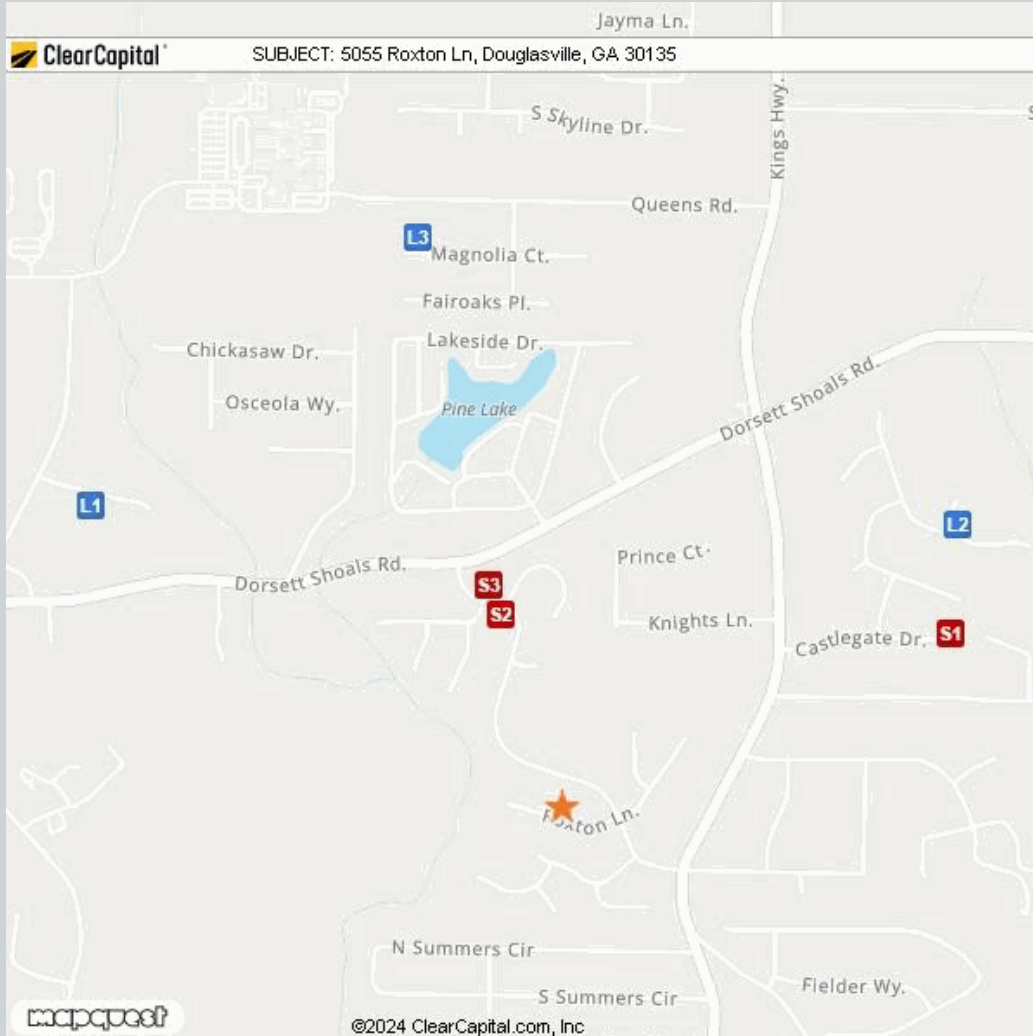 Jayma Ln.
ClearCapital
SUBJECT: 5055 Roxton Ln, Douglasville, GA 30135
S Skyline Dr.
S
Kings Hwy.
Queens Rd.
L3
Magnolia Ct.
Fairoaks Pl.
Lakeside Dr.
Chickasaw Dr.
Osceola Wy.
Pine Lake
Dorsett Shoals Rd.
L1
L2
Prince Ct.
Dorsett Shoals Rd.
S3
S2
Knights Ln.
Castlegate Dr.
S1
Roxton Ln.
N Summers Cir
Fielder Wy.
S Summers Cir
mapquest
©2024 ClearCapital.com, Inc